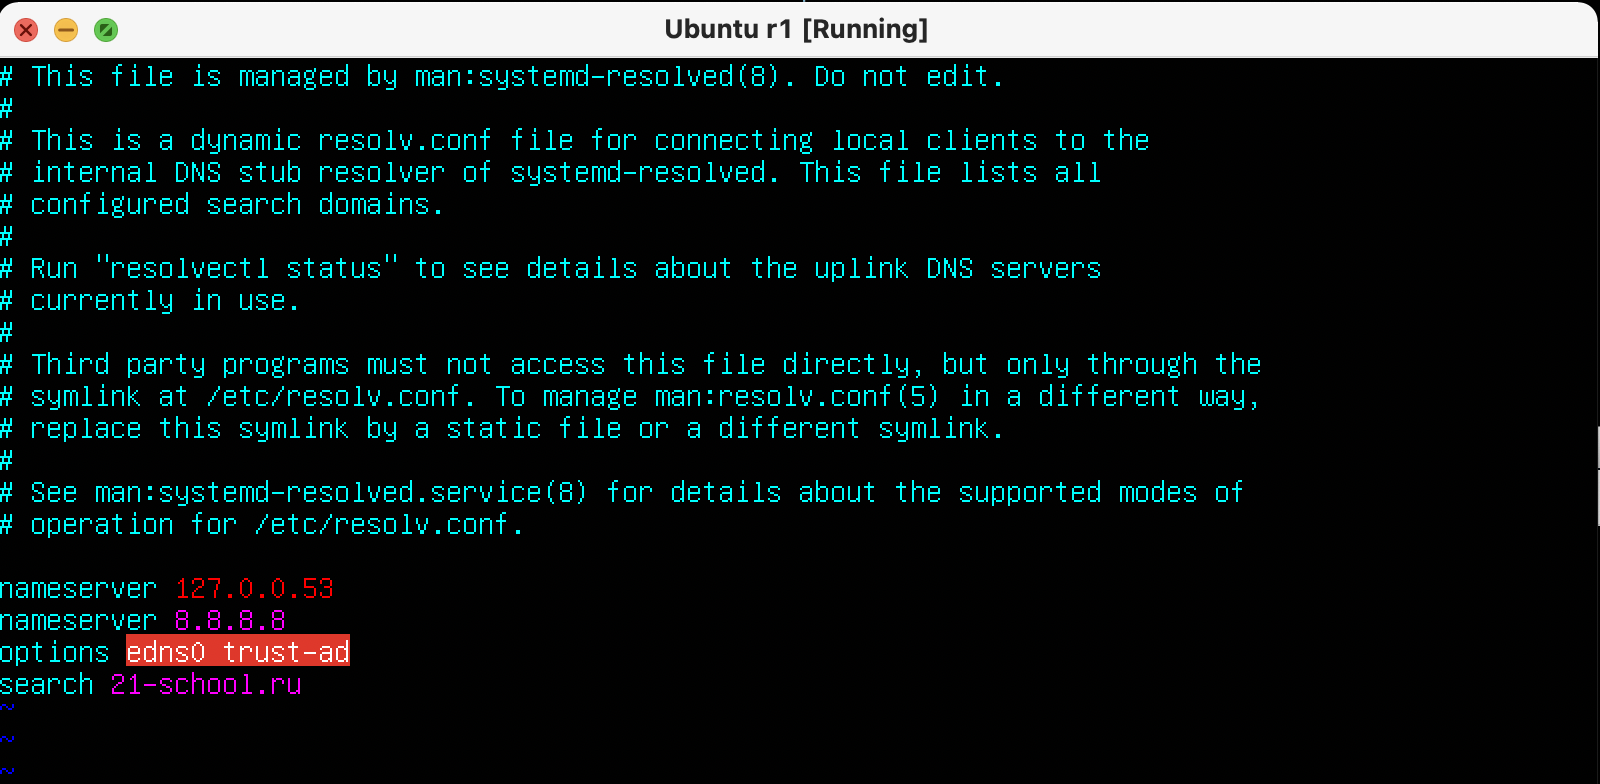 Ubuntu r1 [Running]
# This file is managed by man:systemd-resolved(8). Do not edit.
#
# This is a dynamic resolv.conf file for connecting local clients to the
# internal DNS stub resolver of systemd-resolved. This file lists all
# configured search domains.
#
# Run "resolvectl status" to see details about the uplink DNS servers
# currently in use.
#
# Third party programs must not access this file directly, but only through the
# symlink at /etc/resolv.conf. To manage man:resolv.conf(5) in a different way,
# replace this symlink by a static file or a different symlink.
#
# See man:systemd-resolved.service(8) for details about the supported modes of
# operation for /etc/resolv.conf.
nameserver 127.0.0.53
nameserver 8.8.8.8
options edns0 trust-ad
search 21-school.ru
~
~
~